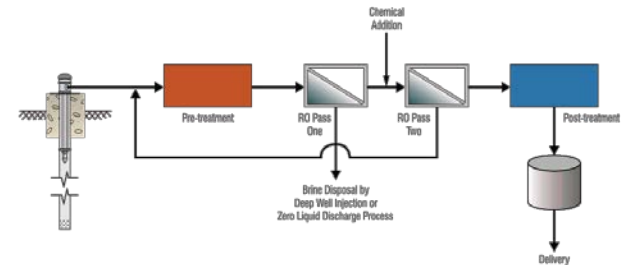 Chemical
Addition
Pre-treatment
RO Pass
One
RO Pass
Two
Post-treatment
Brine Disposal by
Deep Well Injection or
Zero Liquid Discharge Process
Delivery